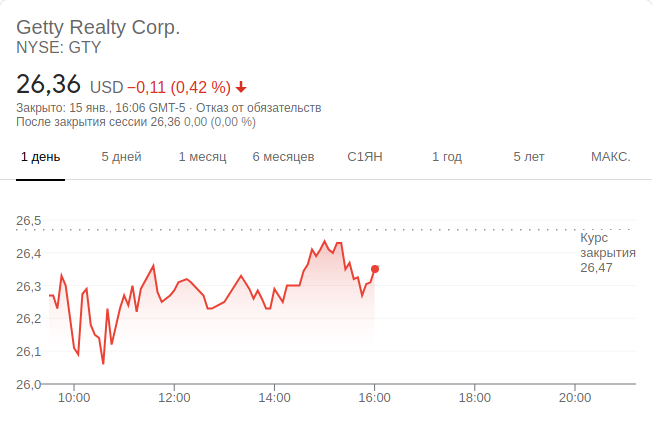 Getty Realty Corp.
NYSE: GTY
26,36 USD −0,11 (0,42 %)
Закрыто: 15 янв., 16:06 GMT-5 · Отказ от обязательств
После закрытия сессии 26,36 0,00 (0,00 %)
1 день 5 дней 1 месяц 6 месяцев С1ЯН 1 год 5 лет МАКС.
26,5
Курс
26,4
закрытия
26,3
26,47
26,2
26,1
26,0
10:00 12:00 14:00 16:00 18:00 20:00